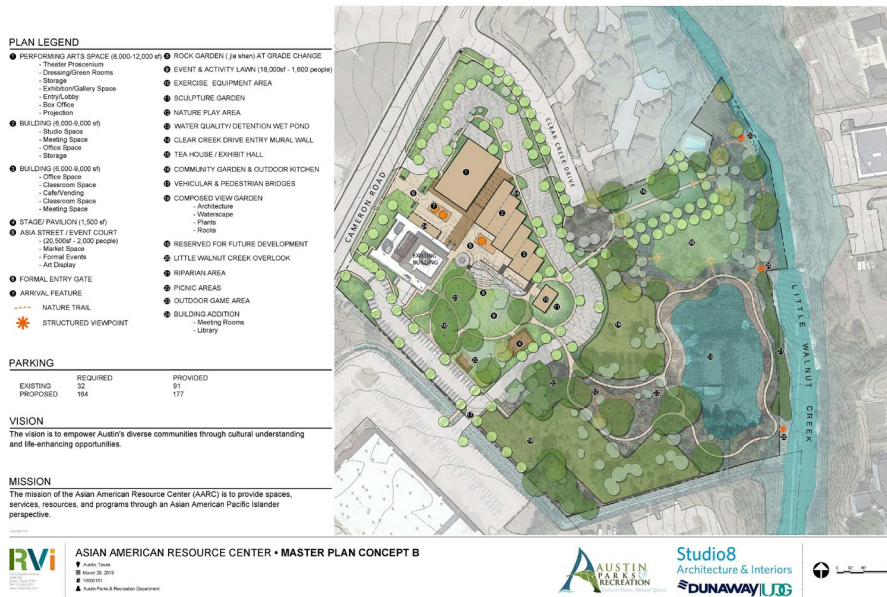 PLAN LEGEND
1 PERFORMING ARTS SPACE (8,000-12,000 sf)
- Theater Proscenium
- Dressing/Green Rooms
- Storage
- Exhibition/Gallery Space
- Entry/Lobby
- Box Office
- Projection
2 BUILDING (6,000-9,000 sf)
- Studio Space
- Meeting Space
- Office Space
- Storage
3 BUILDING (6,000-9,000 sf)
- Office Space
- Classroom Space
- Cafe/Vending
- Classroom Space
- Meeting Space
4 STAGE/ PAVILION (1,500 sf)
5 ASIA STREET / EVENT COURT
- (20,500sf - 2,000 people)
- Market Space
- Formal Events
- Art Display
6 FORMAL ENTRY GATE
7 ARRIVAL FEATURE
NATURE TRAIL
STRUCTURED VIEWPOINT
8 ROCK GARDEN ( jia shan) AT GRADE CHANGE
9 EVENT & ACTIVITY LAWN (18,000sf - 1,600 people)
10 EXERCISE EQUIPMENT AREA
11 SCULPTURE GARDEN
12 NATURE PLAY AREA
13 WATER QUALITY/ DETENTION WET POND
14 CLEAR CREEK DRIVE ENTRY MURAL WALL
15 TEA HOUSE / EXHIBIT HALL
16 COMMUNITY GARDEN & OUTDOOR KITCHEN
17 VEHICULAR & PEDESTRIAN BRIDGES
18 COMPOSED VIEW GARDEN
- Architecture
- Waterscape
- Plants
- Rocks
19 RESERVED FOR FUTURE DEVELOPMENT
20 LITTLE WALNUT CREEK OVERLOOK
21 RIPARIAN AREA
22 PICNIC AREAS
23 OUTDOOR GAME AREA
24 BUILDING ADDITION
- Meeting Rooms
- Library
PARKING
REQUIRED PROVIDED
EXISTING 32 91
PROPOSED 164 177
VISION
The vision is to empower Austin's diverse communities through cultural understanding
and life-enhancing opportunities.
MISSION
The mission of the Asian American Resource Center (AARC) is to provide spaces,
services, resources, and programs through an Asian American Pacific Islander
perspective.
CAMERON ROAD
CLEAR CREEK DRIVE
EXISTING
BUILDING
LITTLE WALNUT CREEK
RVi
ASIAN AMERICAN RESOURCE CENTER • MASTER PLAN CONCEPT B
Austin, Texas
March 28, 2019
# 16000151
Austin Parks & Recreation Department
AUSTIN
PARKS &
RECREATION
Cultural Places, Natural Spaces
Studio8
Architecture & Interiors
DUNAWAY | UDG